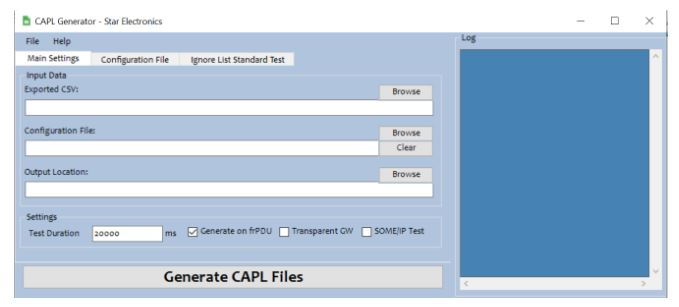 CAPL Generator - Star Electronics
File Help
Log
Main Settings Configuration File Ignore List Standard Test
Input Data
Exported CSV:
Browse
Configuration File:
Browse
Clear
Output Location:
Browse
Settings
Test Duration 20000 ms Generate on frPDU Transparent GW SOME/IP Test
Generate CAPL Files